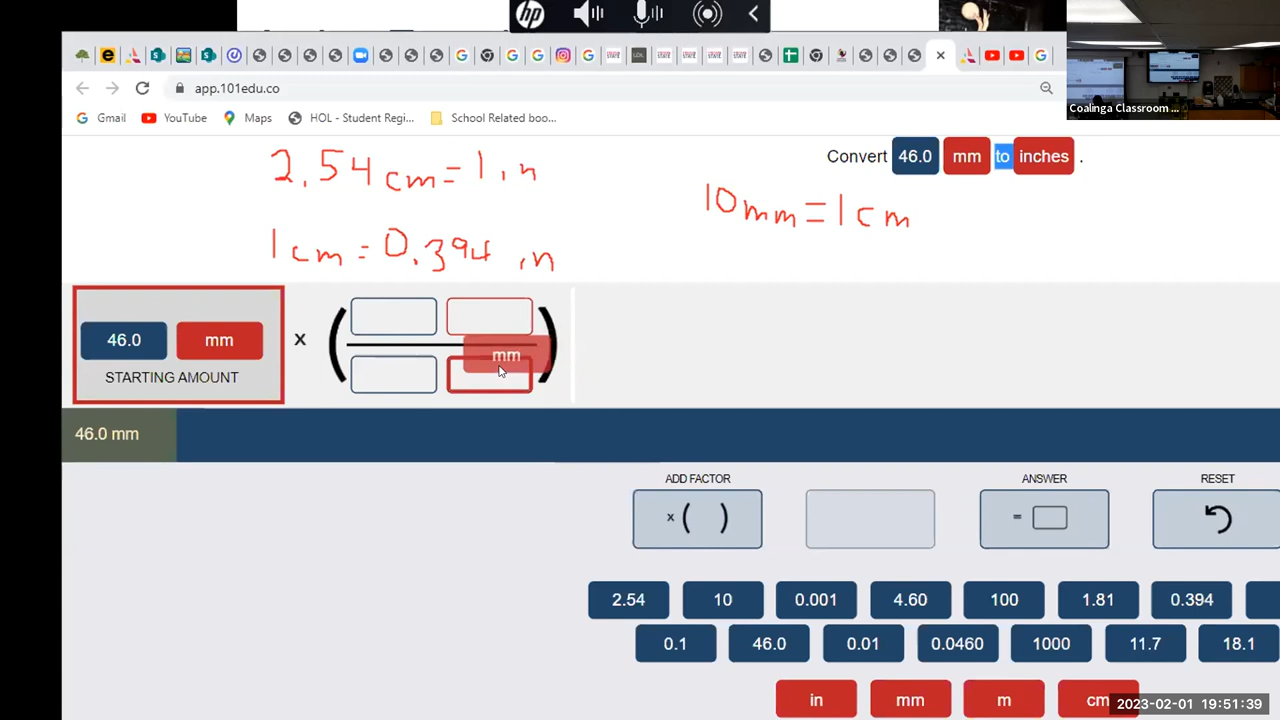 hp
Coalinga Classroom ...
app.101edu.co
Gmail
YouTube
Maps
HOL - Student Regi...
School Related boo...
Convert 46.0 mm to inches .
2.54 cm = 1 in
10 mm = 1 cm
1 cm = 0.394 in
46.0 mm x ( )
mm
STARTING AMOUNT
46.0 mm
ADD FACTOR
ANSWER
RESET
x ( )
=
2.54 10 0.001 4.60 100 1.81 0.394
0.1 46.0 0.01 0.0460 1000 11.7 18.1
in mm m cm
2023-02-01 19:51:39